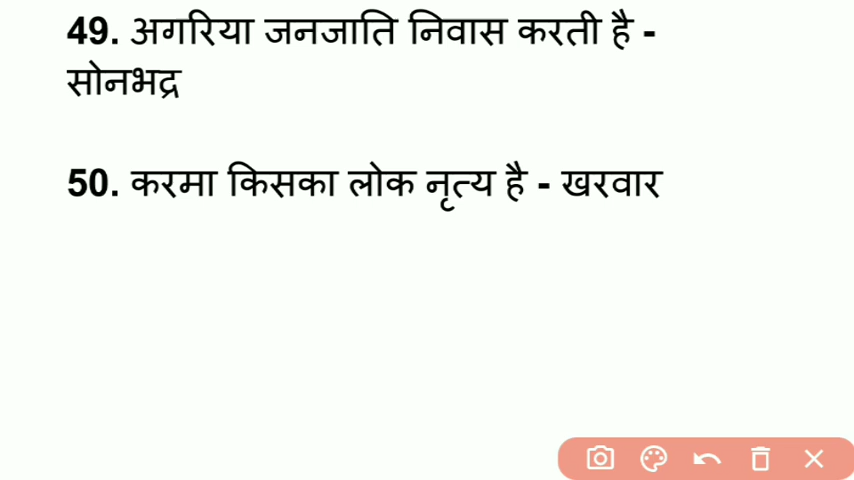 49. अगरिया जनजाति निवास करती है -
सोनभद्र
50. करमा किसका लोक नृत्य है - खरवार